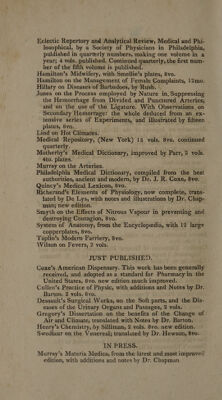 Eclectic Repertory and Analytical Review, Medical and Phi-
losophical, by a Society of Physicians in Philadelphia,
published in quarterly numbers, making one volume in a
year; 4 vols. published. Continued quarterly, the first num-
ber of the fifth volume is published.
Hamilton's Midwifery, with Smellie's plates, 8vo.
Hamilton on the Management of Female Complaints, 12mo.
Hillary on Diseases of Barbadoes, by Rush.
Jones on the Process employed by Nature in Suppressing
the Hemorrhage from Divided and Punctured Arteries;
and on the use of the Ligature. With Observations on
Secondary Hemorrhage: the whole deduced from an ex-
tensive series of Experiments, and illustrated by fifteen
plates, 8vo.
Lind on Hot Climates.
Medical Repository, (New York) 15 vols. 8vo. continued
quarterly.
Motherby's Medical Dictionary, improved by Parr, 2 vols.
4to. plates.
Murray on the Arteries.
Philadelphia Medical Dictionary, compiled from the best
authorities, ancient and modern, by Dr. J. R. Coxe, 8vo.
Quincy's Medical Lexicon, 8vo.
Richerand's Elements of Physiology, now complete, trans-
lated by De Lys, with notes and illustrations by Dr. Chap-
man; new edition.
Smyth on the Effects of Nitrous Vapour in preventing and
destroying Contagion, 8vo.
System of Anatomy, from the Encyclopedia, with 12 large
copperplates, 8vo.
Taplin's Modern Farriery, 8vo.
Wilson on Fevers, 2 vols.
JUST PUBLISHED.
Coxe's American Dispensary. This work has been generally
received, and adopted as a standard for Pharmacy in the
United States, 8vo. new edition much improved.
Cullen's Practice of Physic, with additions and Notes by Dr.
Barton. 2 vols. 8vo.
Dessault's Surgical Works, on the Soft parts, and the Dis-
eases of the Urinary Organs and Passages, 2 vols.
Gregory's Dissertation on the benefits of the Change of
Air and Climate, translated with Notes by Dr. Barton.
Henry's Chemistry, by Silliman, 2 vols. 8vo. new edition.
Swediaur on the Venereal; translated by Dr. Hewson, 8vo.
IN PRESS.
Murray's Materia Medica, from the latest and most improved
edition, with additions and notes by Dr. Chapman